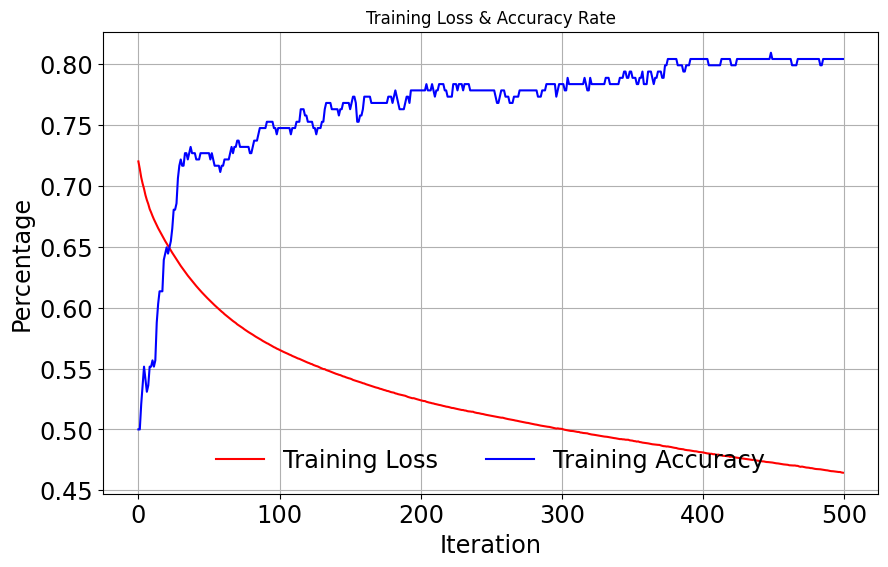 Training Loss & Accuracy Rate
0.80
0.75
0.70
0.65
0.60
0.55
0.50
0.45
Percentage
Training Loss
Training Accuracy
0 100 200 300 400 500
Iteration